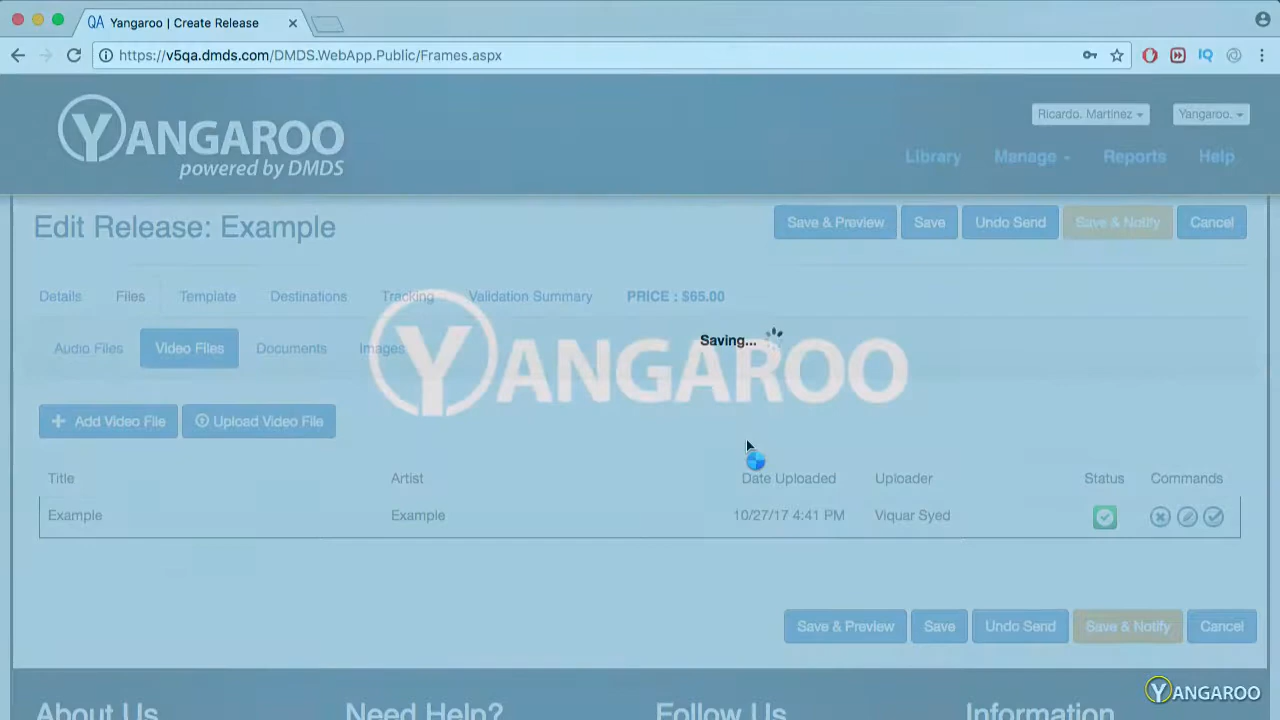 Yangaroo | Create Release
https://v5qa.dmds.com/DMDS.WebApp.Public/Frames.aspx
YANGAROO
powered by DMDS
Ricardo. Martinez
Yangaroo.
Library Manage Reports Help
Edit Release: Example
Save & Preview Save Undo Send Save & Notify Cancel
Details Files Template Destinations Tracking Validation Summary PRICE : $65.00
Audio Files Video Files Documents Images
Saving...
YANGAROO
Add Video File Upload Video File
Title Artist Date Uploaded Uploader Status Commands
Example Example 10/27/17 4:41 PM Viquar Syed
Save & Preview Save Undo Send Save & Notify Cancel
YANGAROO
About Us Need Help? Follow Us Information